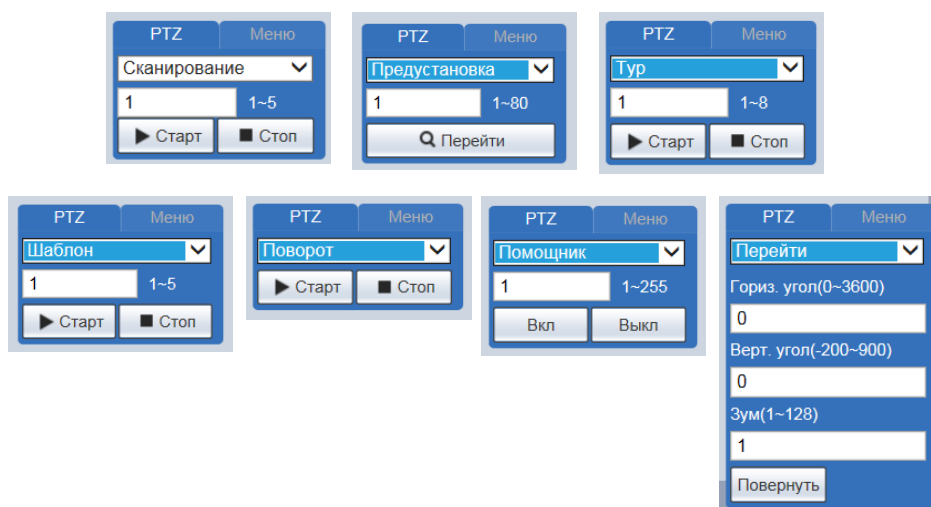 PTZ Меню
Сканирование
1 1~5
Старт Стоп
PTZ Меню
Предустановка
1 1~80
Перейти
PTZ Меню
Тур
1 1~8
Старт Стоп
PTZ Меню
Шаблон
1 1~5
Старт Стоп
PTZ Меню
Поворот
Старт Стоп
PTZ Меню
Помощник
1 1~255
Вкл Выкл
PTZ Меню
Перейти
Гориз. угол(0~3600)
0
Верт. угол(-200~900)
0
Зум(1~128)
1
Повернуть